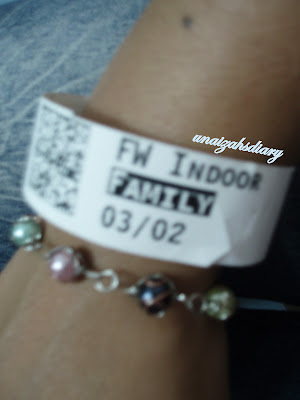 unaizahsdiary
FW INDOOR
FAMILY
03/02